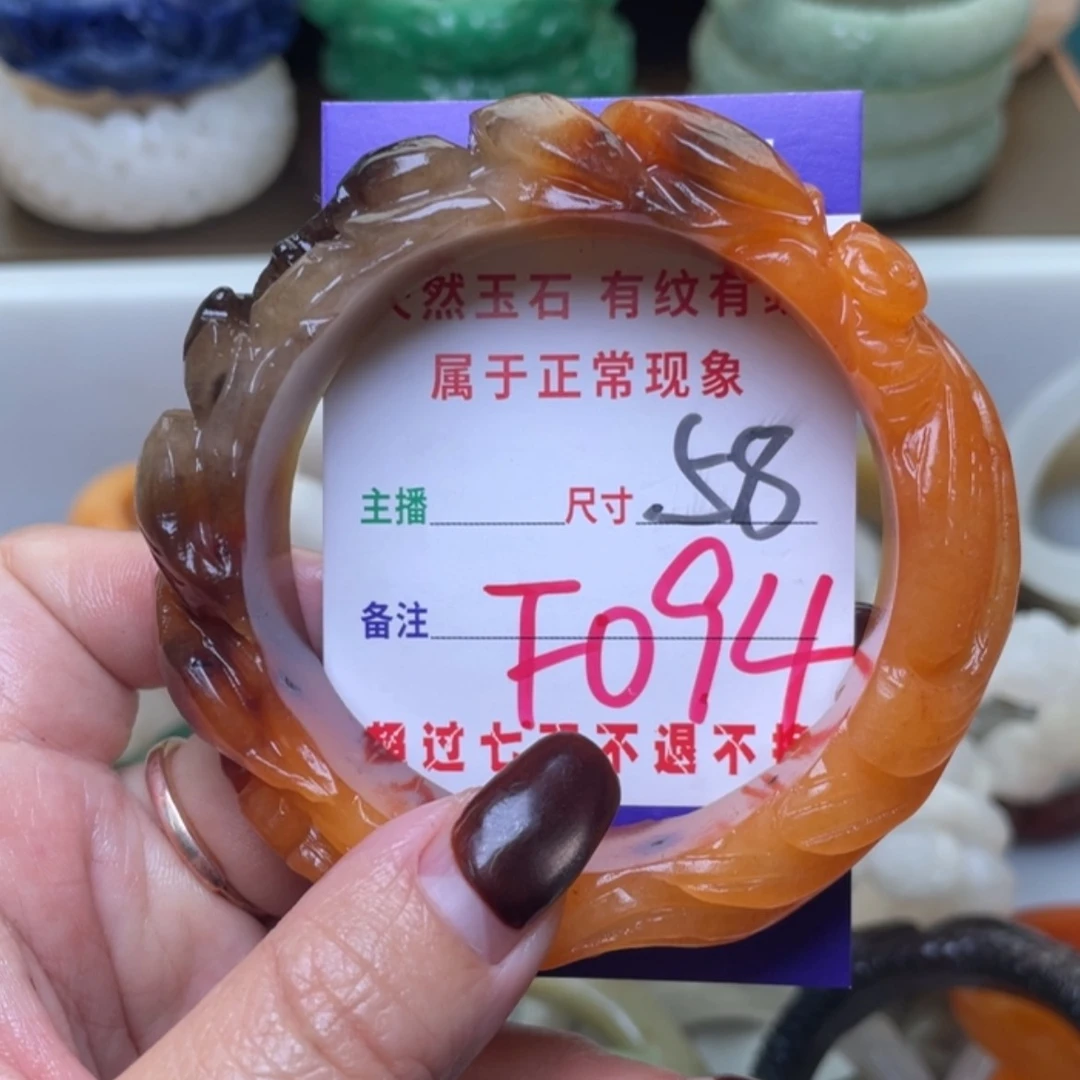 然玉石 有纹有
属于正常现象
主播 尺寸 58
备注 F094
超过七天不退不换